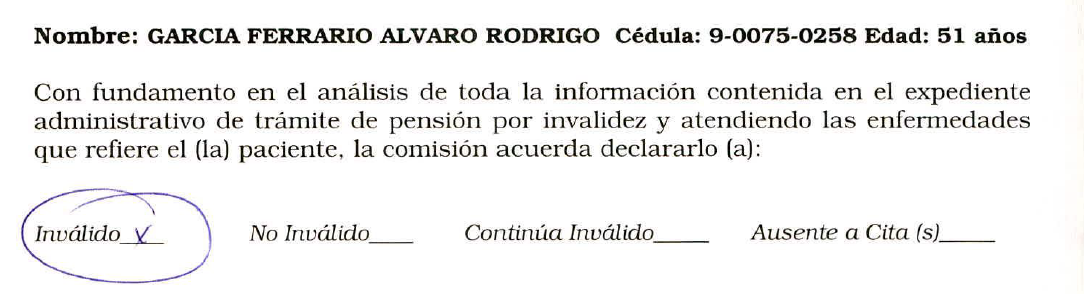 Nombre: GARCIA FERRARIO ALVARO RODRIGO Cédula: 9-0075-0258 Edad: 51 años
Con fundamento en el análisis de toda la información contenida en el expediente
administrativo de trámite de pensión por invalidez y atendiendo las enfermedades
que refiere el (la) paciente, la comisión acuerda declararlo (a):
Inválido__X__ No Inválido____ Continúa Inválido_____ Ausente a Cita (s)_____